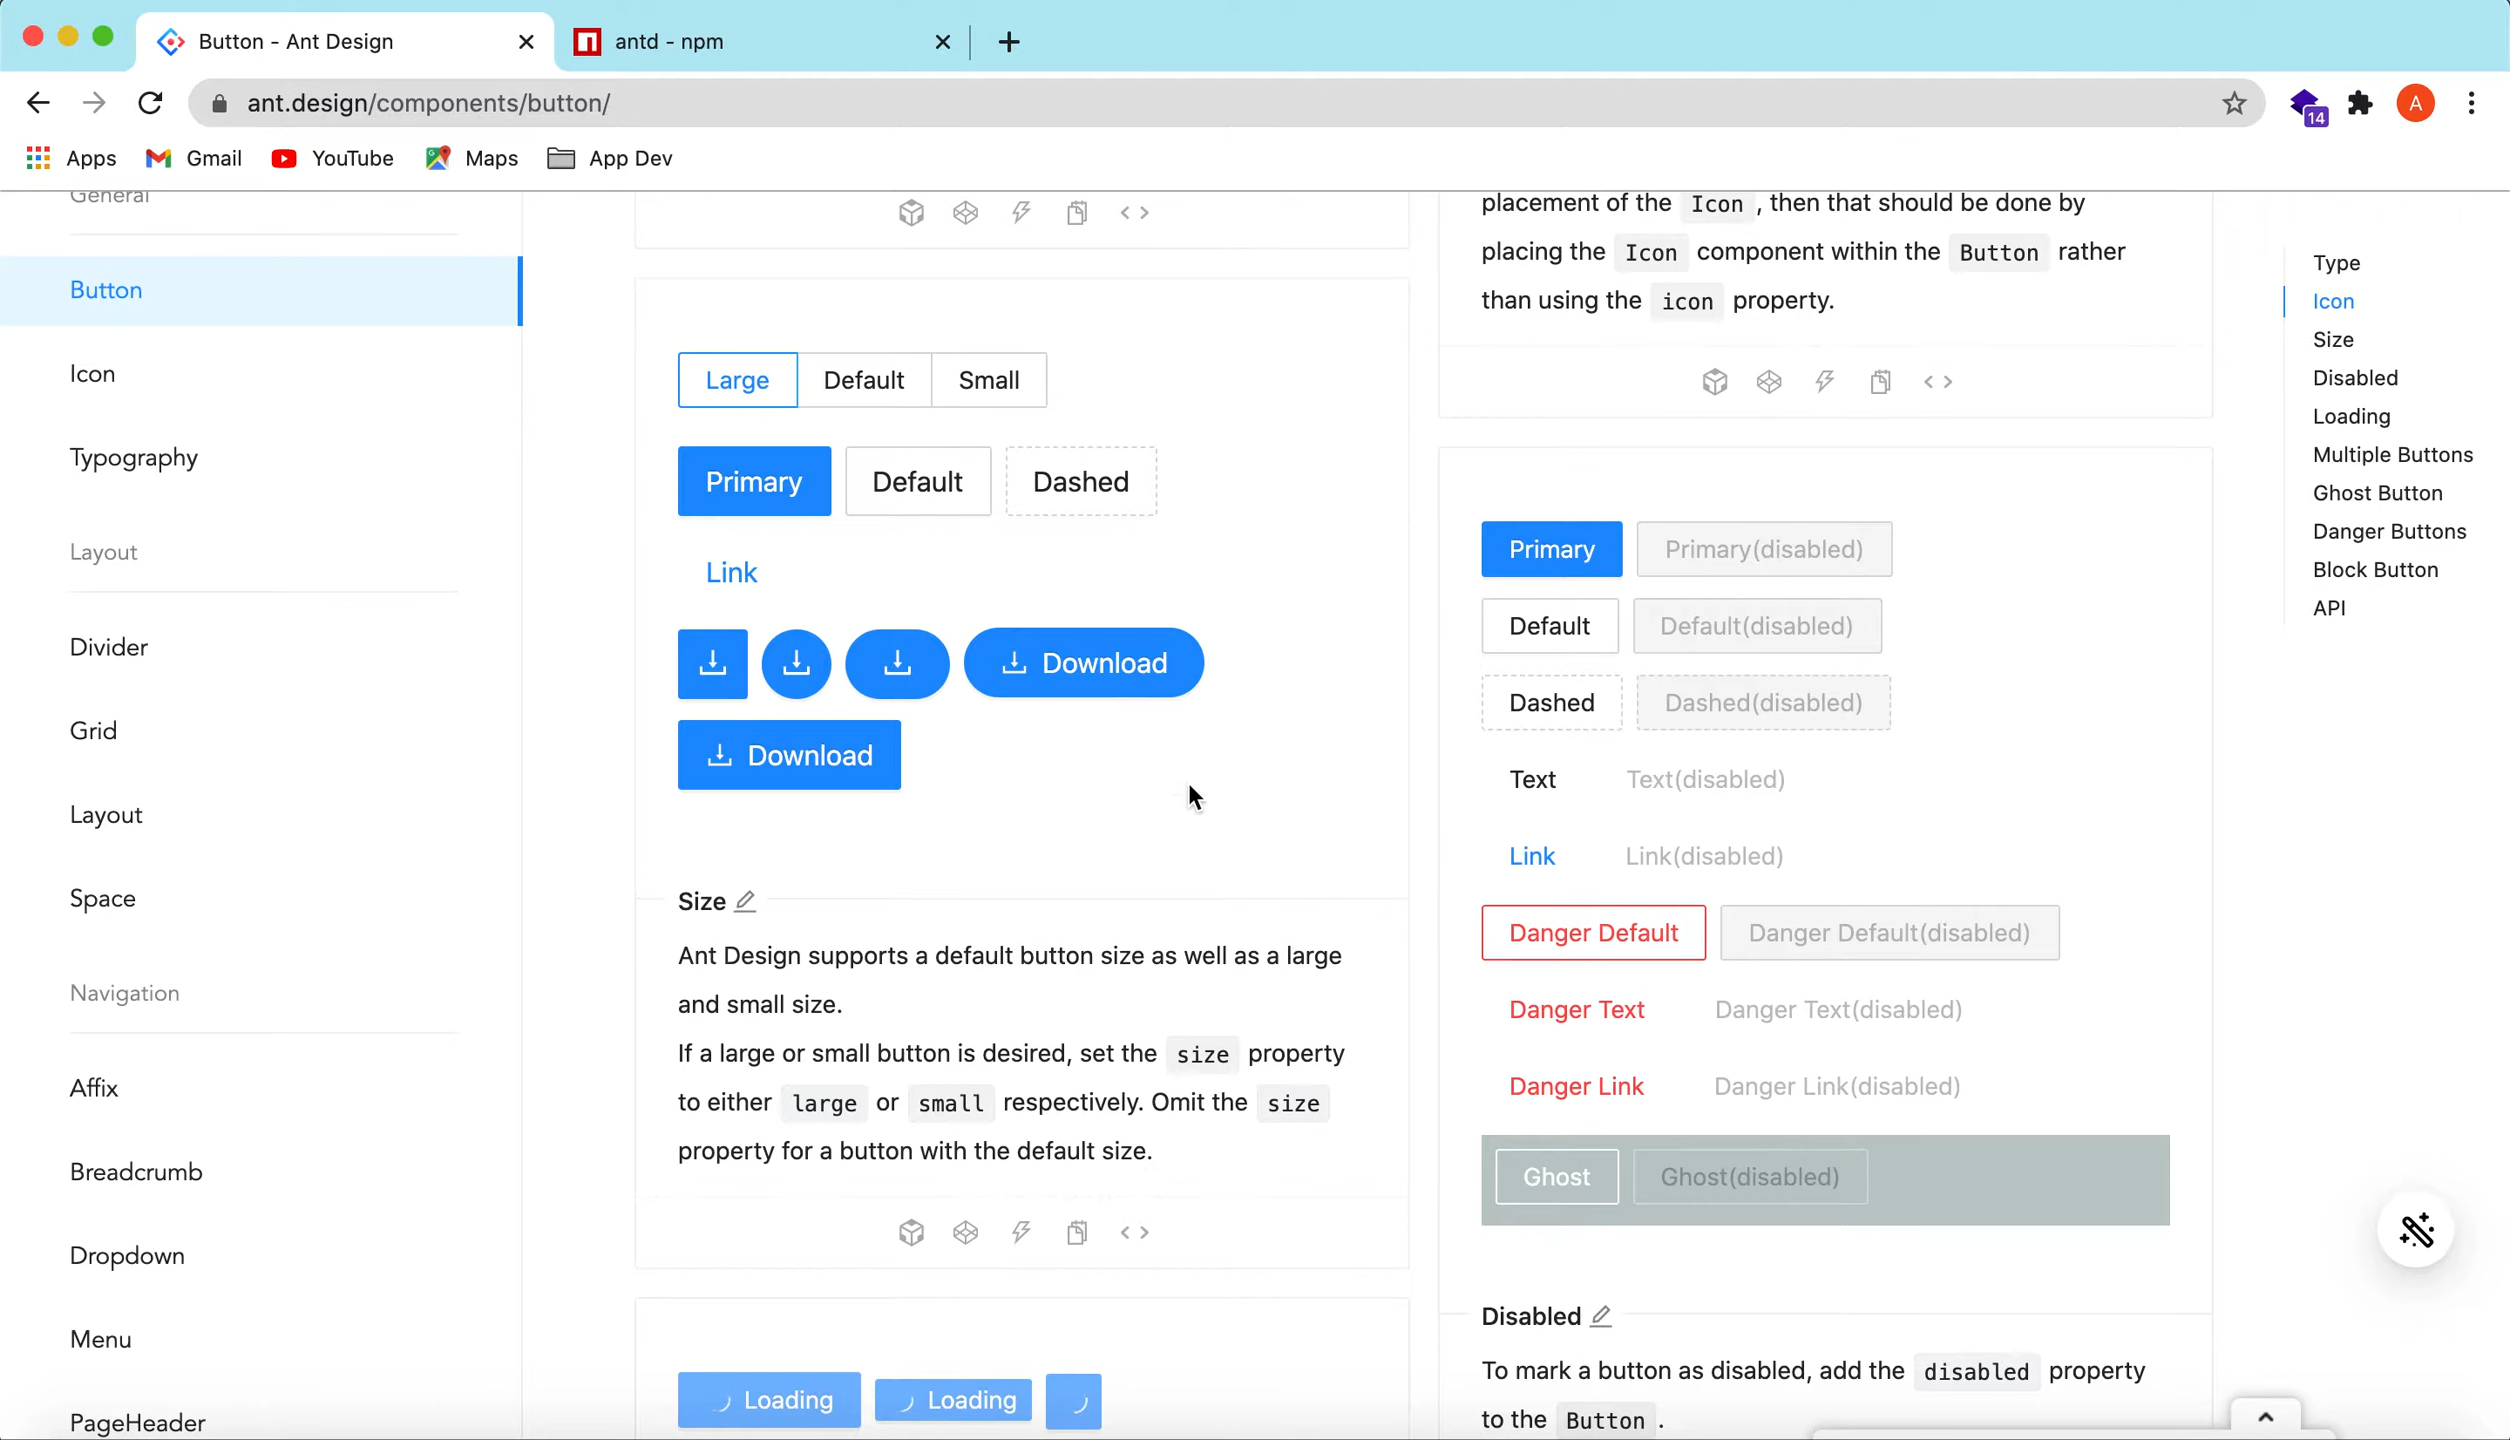 Button - Ant Design
antd - npm
ant.design/components/button/
A
14
Apps
Gmail
YouTube
Maps
App Dev
General
Button
Icon
Typography
Layout
Divider
Grid
Layout
Space
Navigation
Affix
Breadcrumb
Dropdown
Menu
PageHeader
Large Default Small
Primary Default Dashed
Link
Download
Download
Size
Ant Design supports a default button size as well as a large
and small size.
If a large or small button is desired, set the size property
to either large or small respectively. Omit the size
property for a button with the default size.
Loading Loading
placement of the Icon , then that should be done by
placing the Icon component within the Button rather
than using the icon property.
Primary Primary(disabled)
Default Default(disabled)
Dashed Dashed(disabled)
Text Text(disabled)
Link Link(disabled)
Danger Default Danger Default(disabled)
Danger Text Danger Text(disabled)
Danger Link Danger Link(disabled)
Ghost Ghost(disabled)
Disabled
To mark a button as disabled, add the disabled property
to the Button .
Type
Icon
Size
Disabled
Loading
Multiple Buttons
Ghost Button
Danger Buttons
Block Button
API